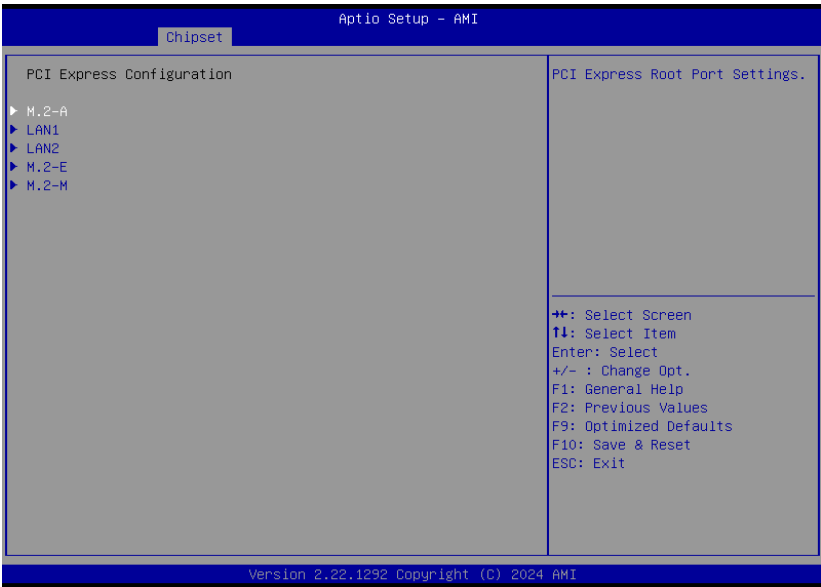 Aptio Setup – AMI
Chipset
PCI Express Configuration
M.2-A
LAN1
LAN2
M.2-E
M.2-M
PCI Express Root Port Settings.
→←: Select Screen
↑↓: Select Item
Enter: Select
+/- : Change Opt.
F1: General Help
F2: Previous Values
F9: Optimized Defaults
F10: Save & Reset
ESC: Exit
Version 2.22.1292 Copyright (C) 2024 AMI